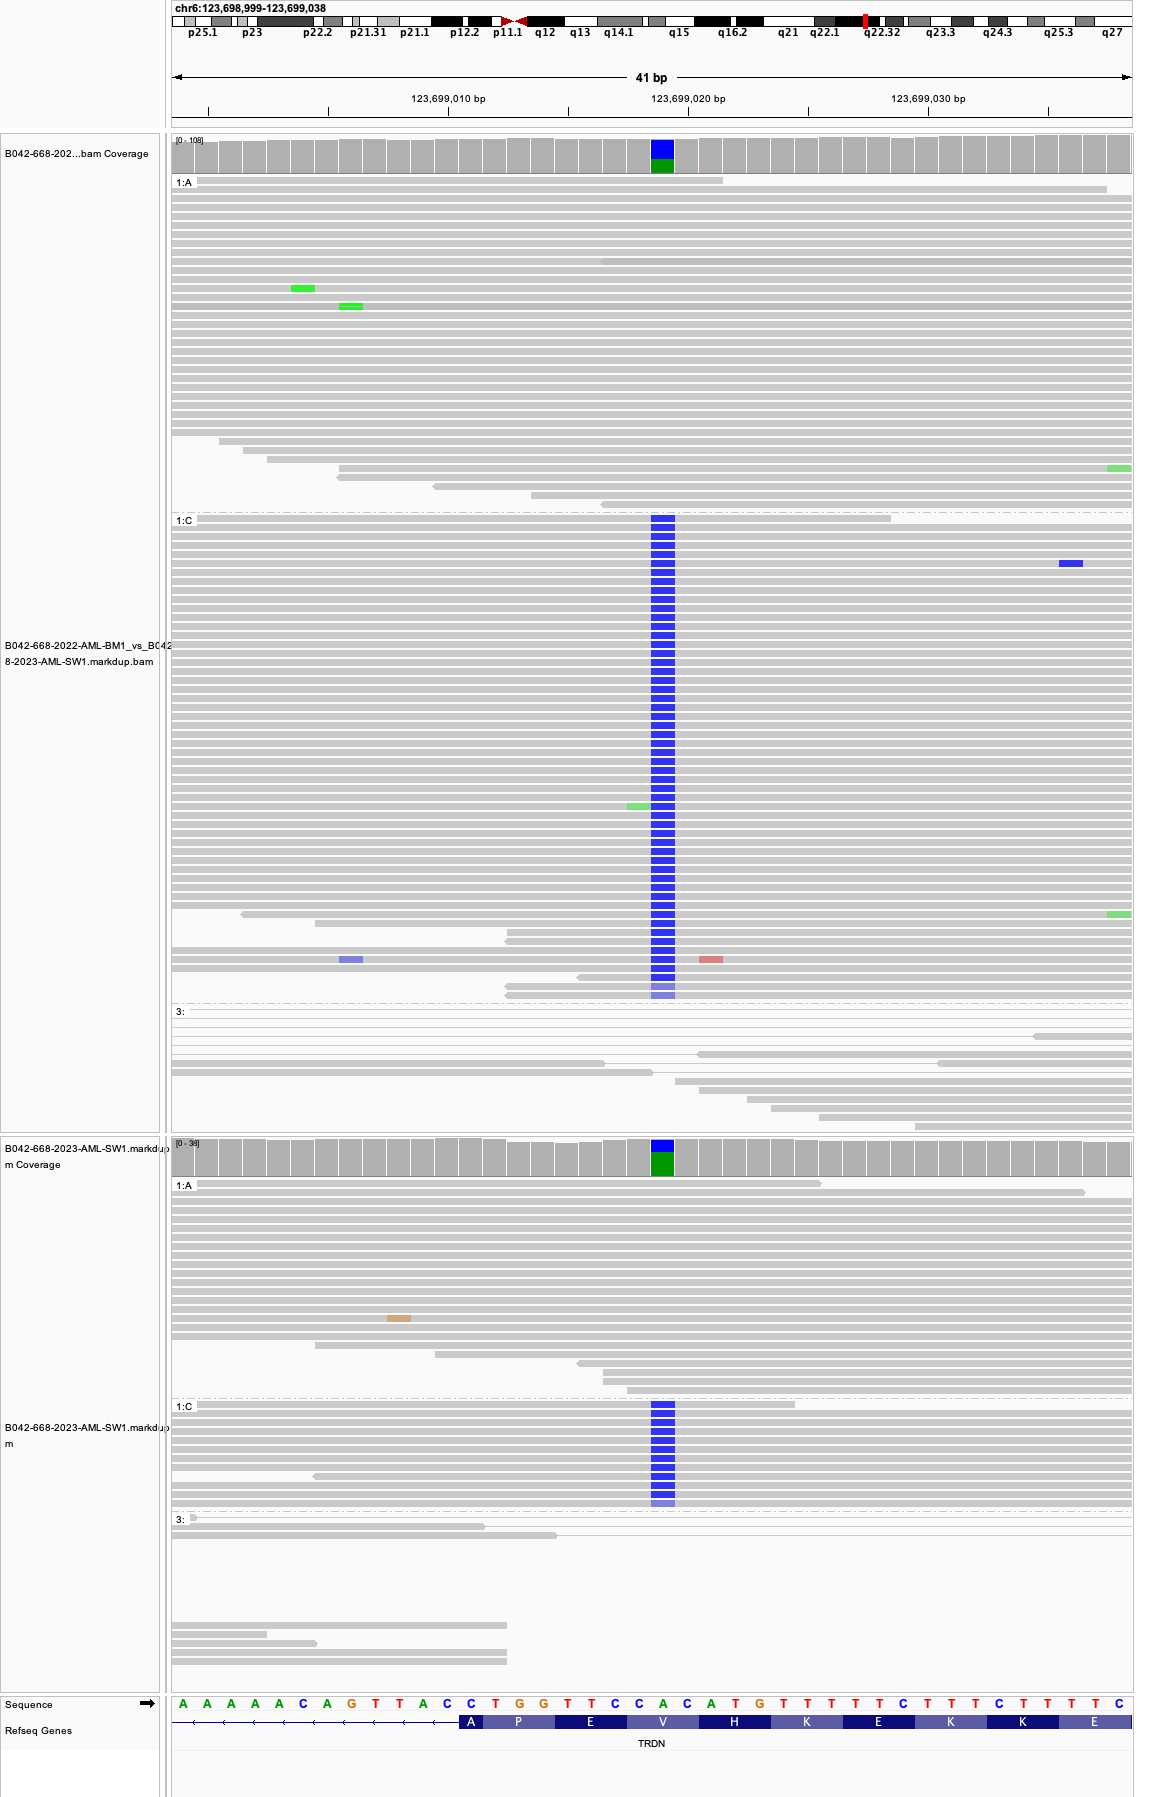 chr6:123,698,999-123,699,038
p25.1 p23 p22.2 p21.31 p21.1 p12.2 p11.1 q12 q13 q14.1 q15 q16.2 q21 q22.1 q22.32 q23.3 q24.3 q25.3 q27
41 bp
123,699,010 bp 123,699,020 bp 123,699,030 bp
[0 - 108]
B042-668-202...bam Coverage
1:A
1:C
B042-668-2022-AML-BM1_vs_B042
8-2023-AML-SW1.markdup.bam
3:
[0 - 38]
B042-668-2023-AML-SW1.markdup
m Coverage
1:A
1:C
B042-668-2023-AML-SW1.markdup
m
3:
Sequence A A A A A C A G T T A C C T G G T T C C A C A T G T T T T T C T T T C T T T T C
Refseq Genes A P E V H K E K K E
TRDN